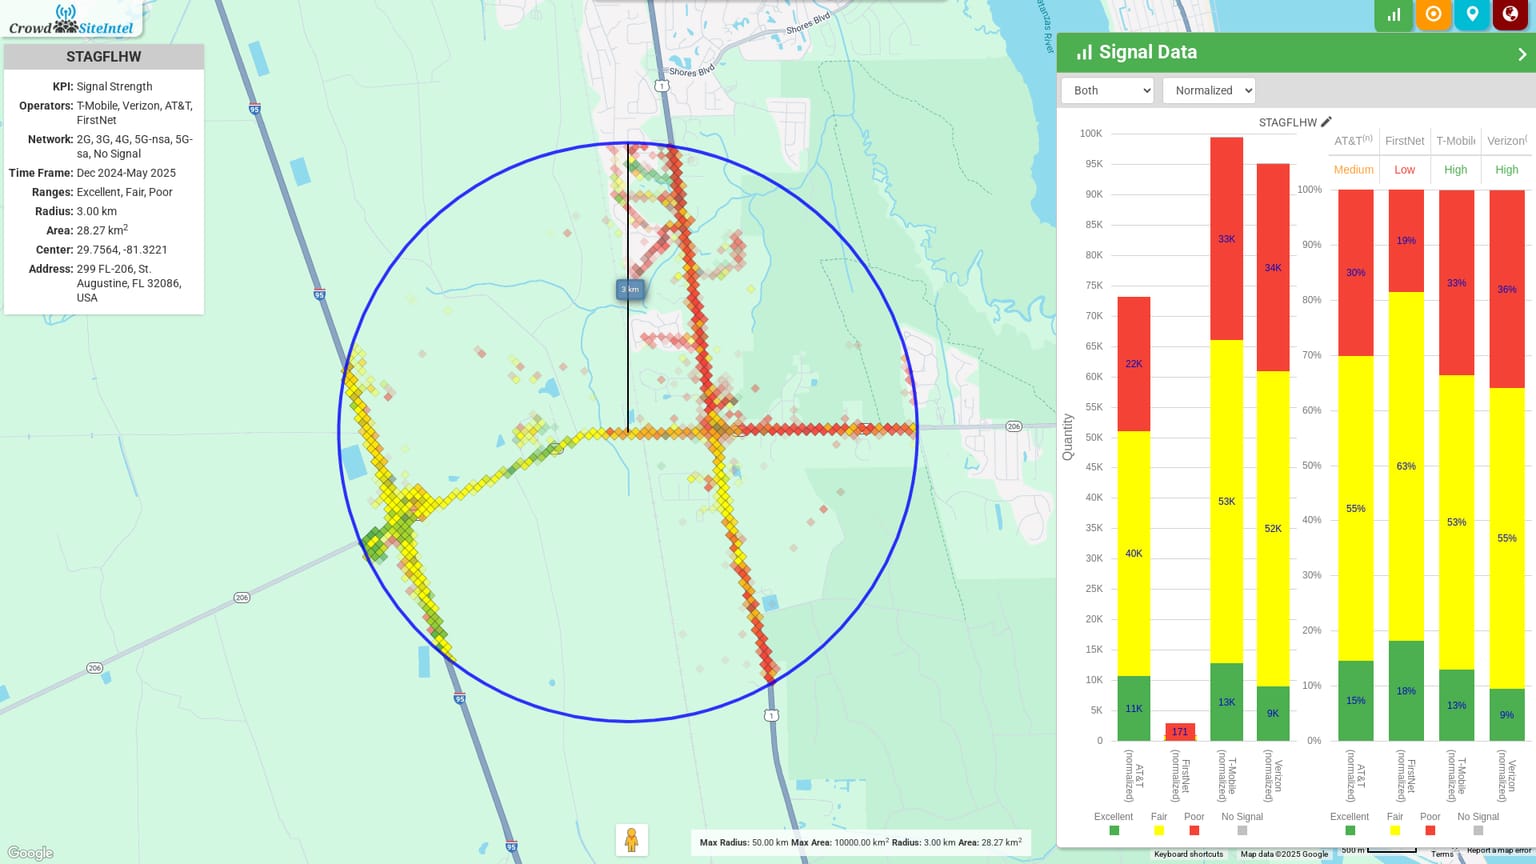 CrowdSiteIntel
STAGFLHW
KPI: Signal Strength
Operators: T-Mobile, Verizon, AT&T,
FirstNet
Network: 2G, 3G, 4G, 5G-nsa, 5G-
sa, No Signal
Time Frame: Dec 2024-May 2025
Ranges: Excellent, Fair, Poor
Radius: 3.00 km
Area: 28.27 km²
Center: 29.7564, -81.3221
Address: 299 FL-206, St.
Augustine, FL 32086,
USA
Shores Blvd
Shores Blvd
Matanzas River
1
95
95
3 km
206
206
206
95
1
95
Google
Max Radius: 50.00 km Max Area: 10000.00 km² Radius: 3.00 km Area: 28.27 km²
Signal Data
Both
Normalized
STAGFLHW
Quantity
100K
95K
90K
85K
80K
75K
70K
65K
60K
55K
50K
45K
40K
35K
30K
25K
20K
15K
10K
5K
0
22K
40K
11K
171
33K
53K
13K
34K
52K
9K
AT&T
(normalized)
FirstNet
(normalized)
T-Mobile
(normalized)
Verizon
(normalized)
Excellent Fair Poor No Signal
AT&T(n) FirstNet T-Mobile Verizon(
Medium Low High High
100%
90%
80%
70%
60%
50%
40%
30%
20%
10%
0%
30%
55%
15%
19%
63%
18%
33%
53%
13%
36%
55%
9%
AT&T
(normalized)
FirstNet
(normalized)
T-Mobile
(normalized)
Verizon
(normalized)
Excellent Fair Poor No Signal
Keyboard shortcuts Map data ©2025 Google 500 m Terms Report a map error